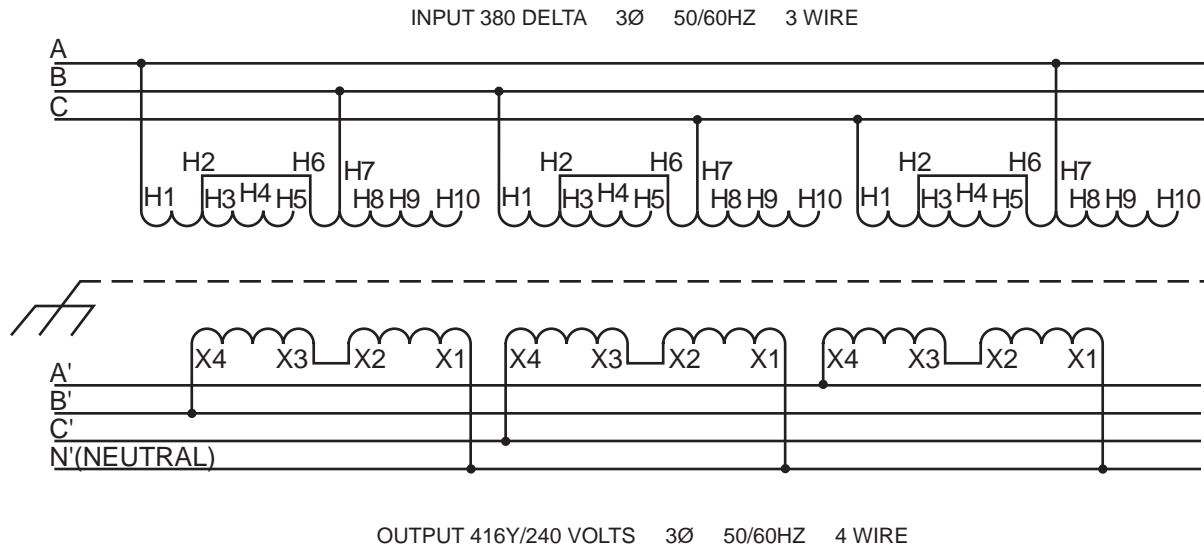 INPUT 380 DELTA 3Ø 50/60HZ 3 WIRE
A
B
C
H2 H6 H7 H2 H6 H7 H2 H6 H7
H1 H3 H4 H5 H8 H9 H10 H1 H3 H4 H5 H8 H9 H10 H1 H3 H4 H5 H8 H9 H10
X4 X3 X2 X1 X4 X3 X2 X1 X4 X3 X2 X1
A'
B'
C'
N'(NEUTRAL)
OUTPUT 416Y/240 VOLTS 3Ø 50/60HZ 4 WIRE